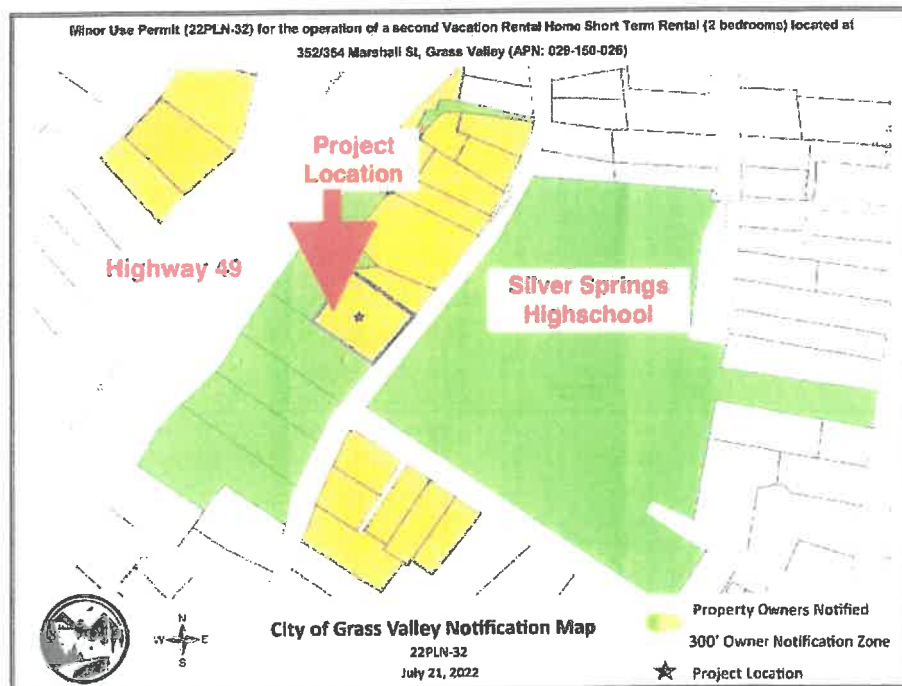 Minor Use Permit (22PLN-32) for the operation of a second Vacation Rental Home Short Term Rental (2 bedrooms) located at
352/354 Marshall St, Grass Valley (APN: 029-150-026)
Project
Location
Highway 49
Silver Springs
Highschool
N
W E
S
City of Grass Valley Notification Map
22PLN-32
July 21, 2022
Property Owners Notified
300' Owner Notification Zone
Project Location